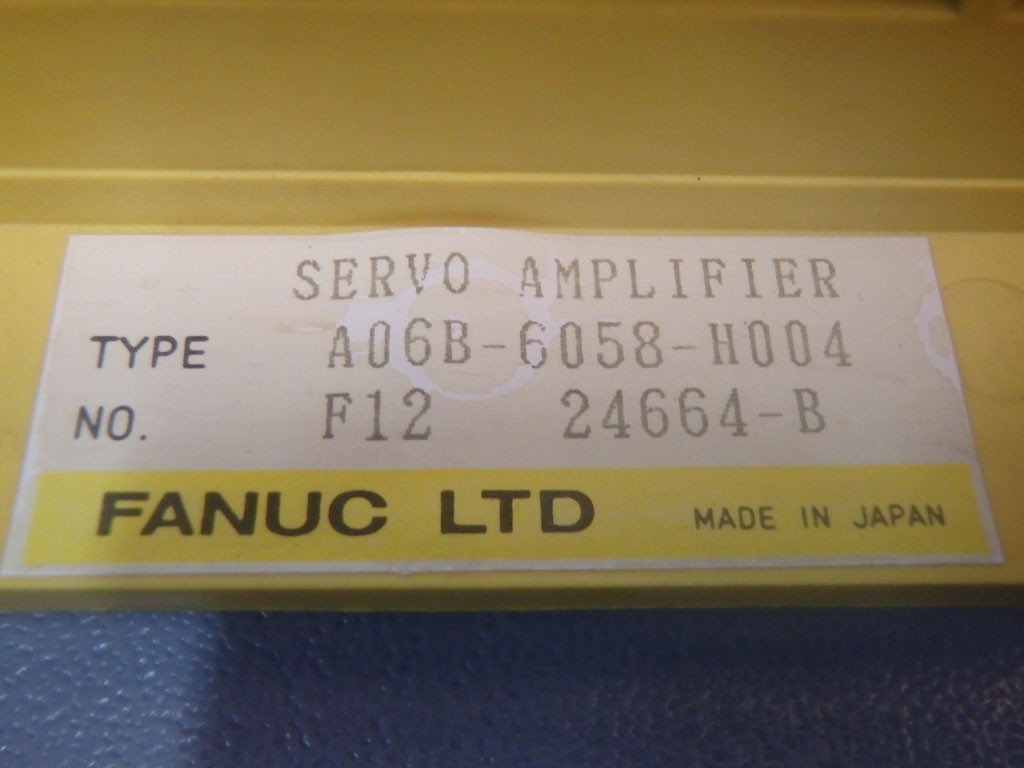 SERVO AMPLIFIER
TYPE A06B-6058-H004
NO. F12 24664-B
FANUC LTD MADE IN JAPAN